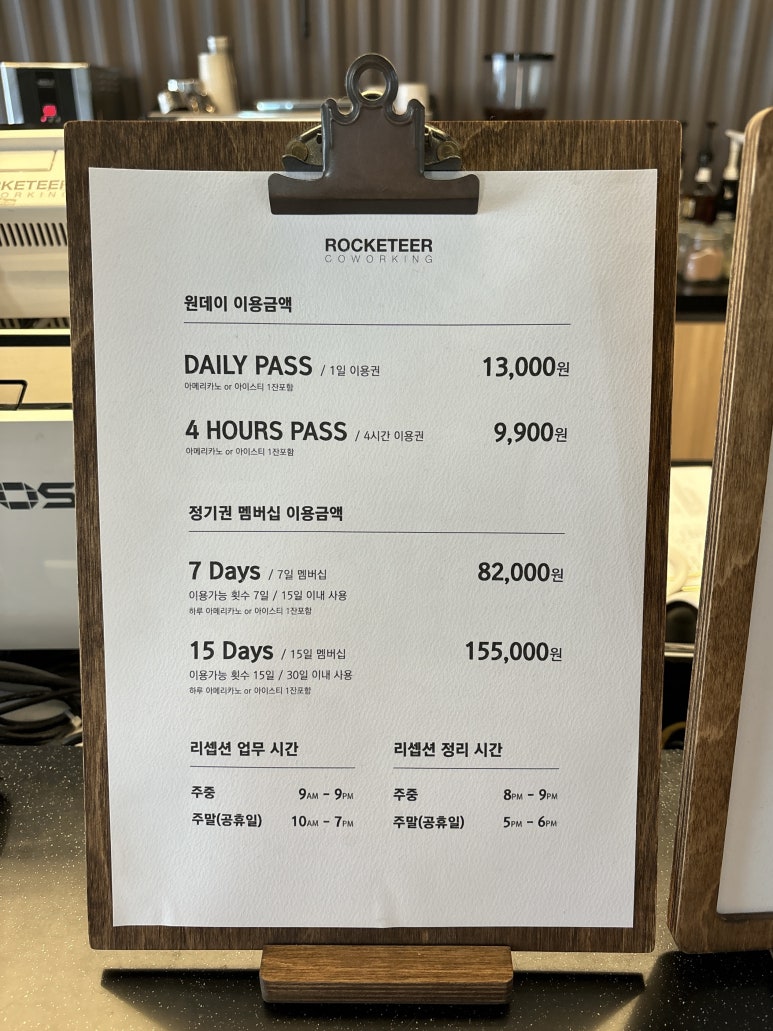 ROCKETEER
COWORKING
원데이 이용금액
DAILY PASS / 1일 이용권 13,000원
아메리카노 or 아이스티 1잔포함
4 HOURS PASS / 4시간 이용권 9,900원
아메리카노 or 아이스티 1잔포함
정기권 멤버십 이용금액
7 Days / 7일 멤버십 82,000원
이용가능 횟수 7일 / 15일 이내 사용
하루 아메리카노 or 아이스티 1잔포함
15 Days / 15일 멤버십 155,000원
이용가능 횟수 15일 / 30일 이내 사용
하루 아메리카노 or 아이스티 1잔포함
리셉션 업무 시간
주중 9AM - 9PM
주말(공휴일) 10AM - 7PM
리셉션 정리 시간
주중 8PM - 9PM
주말(공휴일) 5PM - 6PM